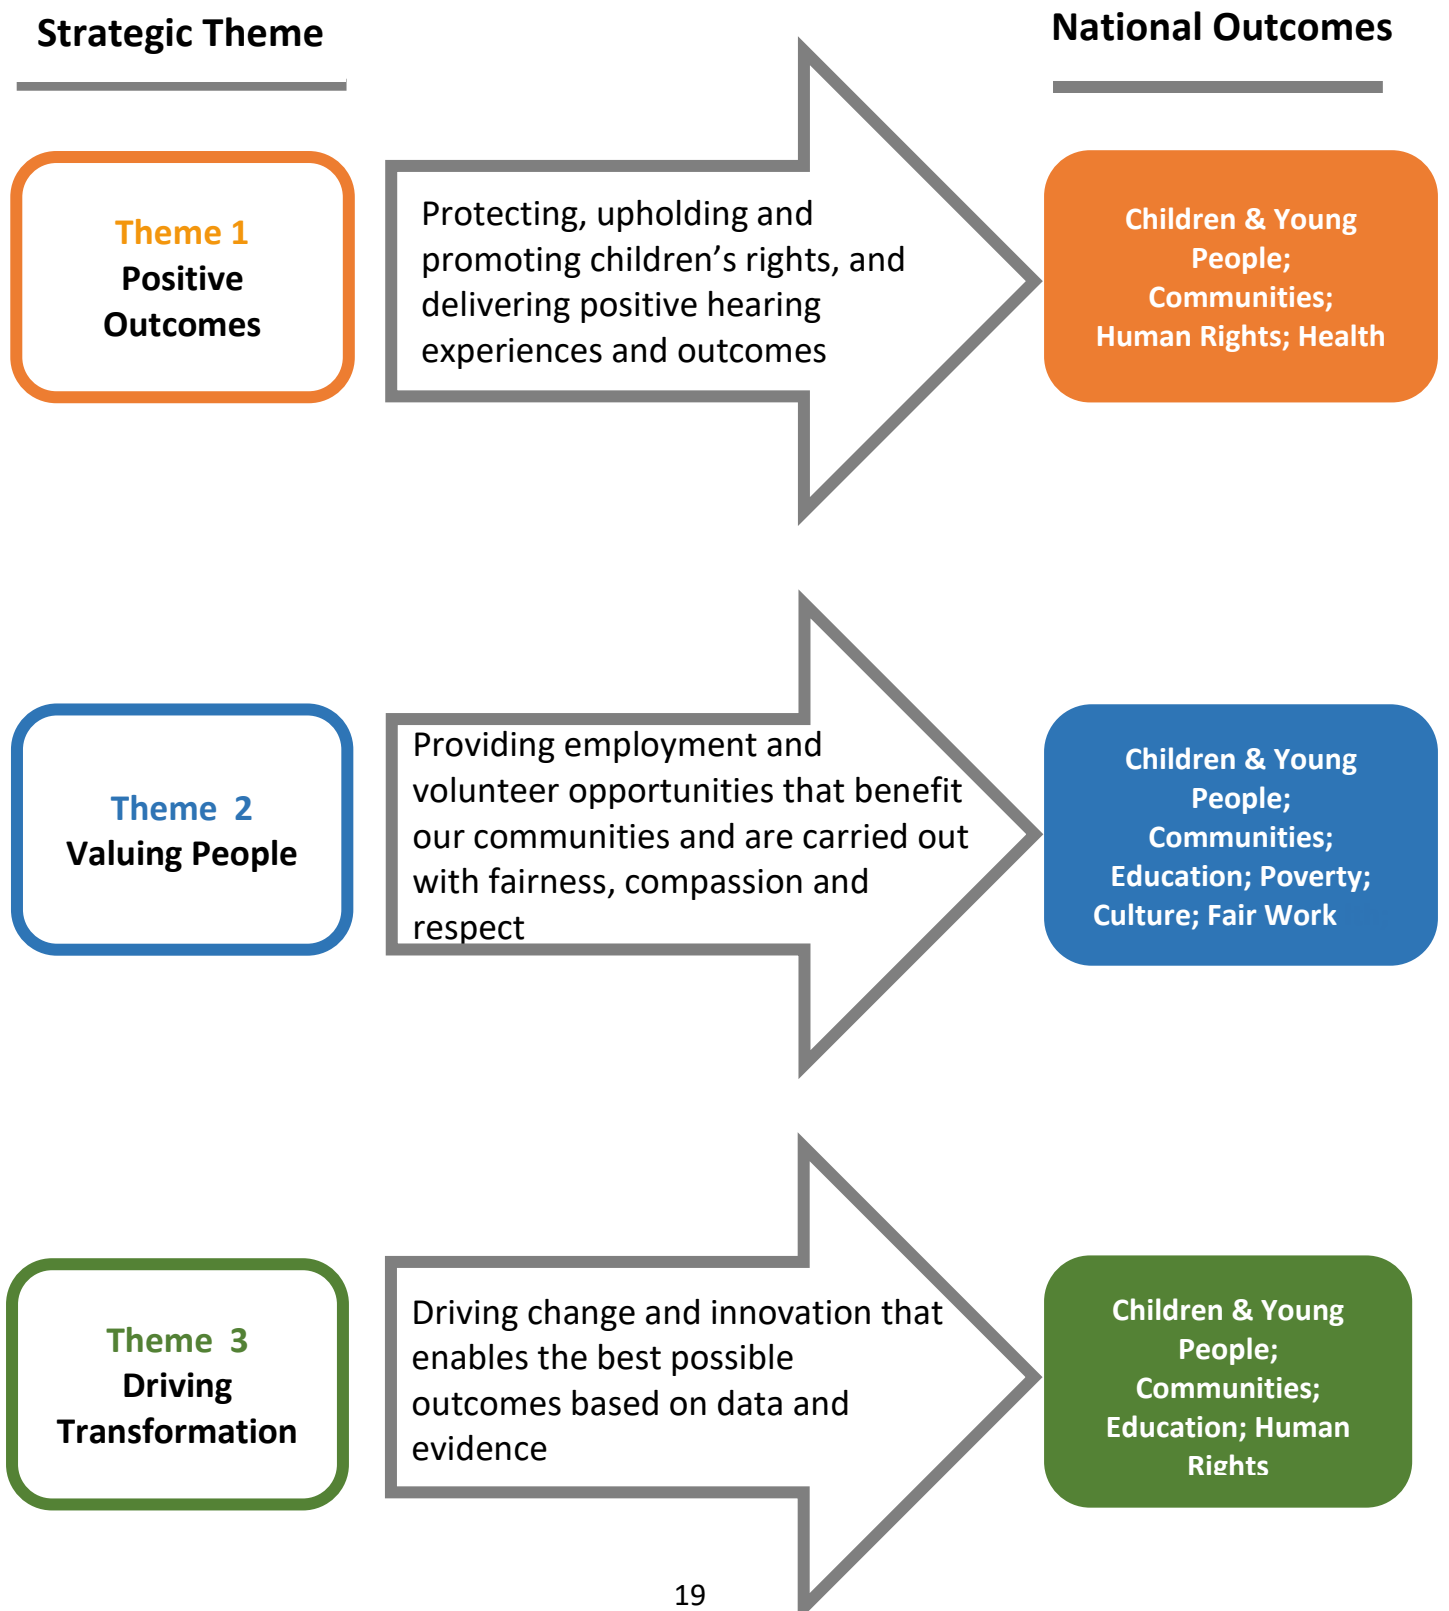 Strategic Theme
National Outcomes
Theme 1
Positive
Outcomes
Protecting, upholding and
promoting children’s rights, and
delivering positive hearing
experiences and outcomes
Children & Young
People;
Communities;
Human Rights; Health
Theme  2
Valuing People
Providing employment and
volunteer opportunities that benefit
our communities and are carried out
with fairness, compassion and
respect
Children & Young
People;
Communities;
Education; Poverty;
Culture; Fair Work
Theme  3
Driving
Transformation
Driving change and innovation that
enables the best possible
outcomes based on data and
evidence
Children & Young
People;
Communities;
Education; Human
Rights
19